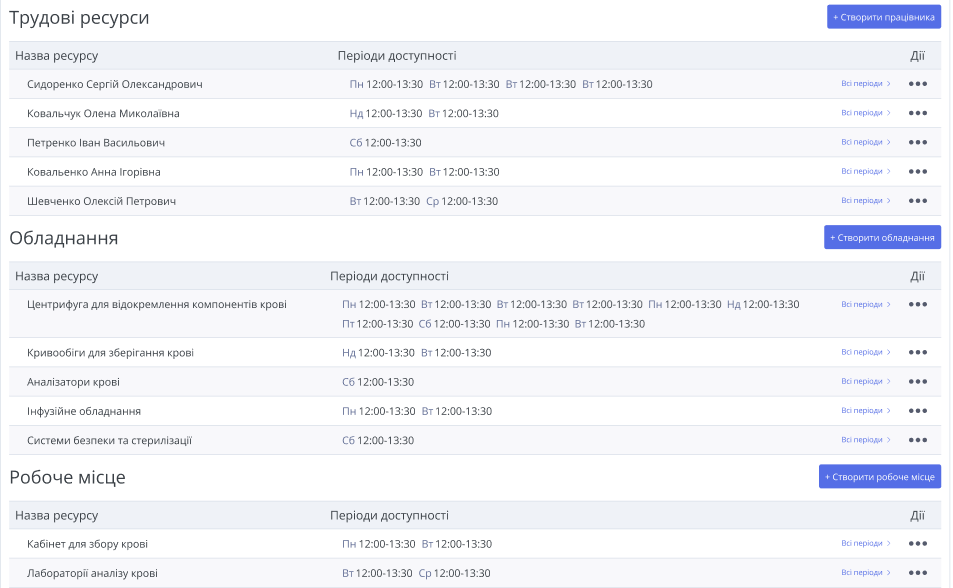 Трудові ресурси + Створити працівника
Назва ресурсу Періоди доступності Дії
Сидоренко Сергій Олександрович Пн 12:00-13:30 Вт 12:00-13:30 Вт 12:00-13:30 Вт 12:00-13:30 Всі періоди >
Ковальчук Олена Миколаївна Нд 12:00-13:30 Вт 12:00-13:30 Всі періоди >
Петренко Іван Васильович Сб 12:00-13:30 Всі періоди >
Ковальенко Анна Ігорівна Пн 12:00-13:30 Вт 12:00-13:30 Всі періоди >
Шевченко Олексій Петрович Вт 12:00-13:30 Ср 12:00-13:30 Всі періоди >
Обладнання + Створити обладнання
Назва ресурсу Періоди доступності Дії
Центрифуга для відокремлення компонентів крові Пн 12:00-13:30 Вт 12:00-13:30 Вт 12:00-13:30 Вт 12:00-13:30 Пн 12:00-13:30 Нд 12:00-13:30 Всі періоди >
Пт 12:00-13:30 Сб 12:00-13:30 Пн 12:00-13:30 Вт 12:00-13:30
Кривообіги для зберігання крові Нд 12:00-13:30 Вт 12:00-13:30 Всі періоди >
Аналізатори крові Сб 12:00-13:30 Всі періоди >
Інфузійне обладнання Пн 12:00-13:30 Вт 12:00-13:30 Всі періоди >
Системи безпеки та стерилізації Сб 12:00-13:30 Всі періоди >
Робоче місце + Створити робоче місце
Назва ресурсу Періоди доступності Дії
Кабінет для збору крові Пн 12:00-13:30 Вт 12:00-13:30 Всі періоди >
Лабораторії аналізу крові Вт 12:00-13:30 Ср 12:00-13:30 Всі періоди >